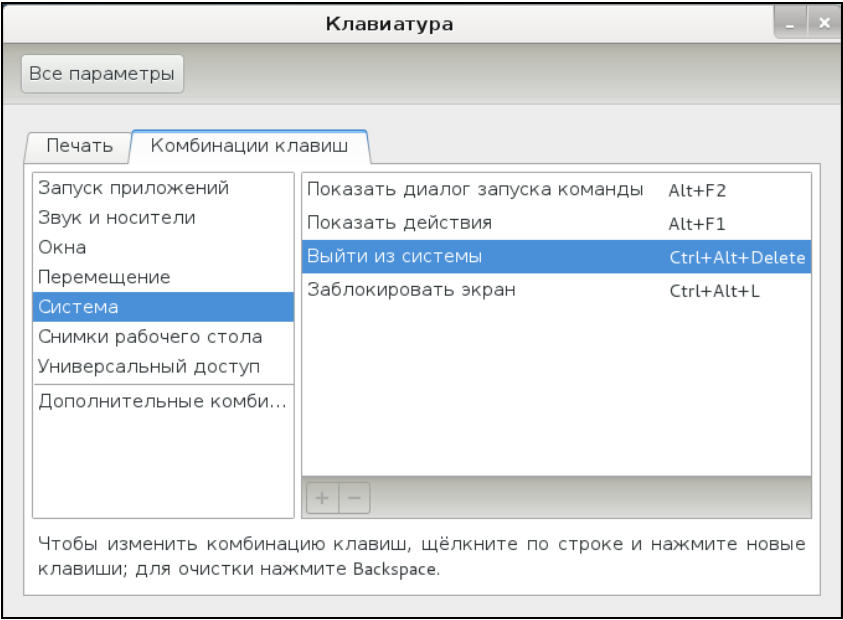 Клавиатура
Все параметры
Печать
Комбинации клавиш
Запуск приложений
Звук и носители
Окна
Перемещение
Система
Снимки рабочего стола
Универсальный доступ
Дополнительные комби...
Показать диалог запуска команды Alt+F2
Показать действия Alt+F1
Выйти из системы Ctrl+Alt+Delete
Заблокировать экран Ctrl+Alt+L
Чтобы изменить комбинацию клавиш, щёлкните по строке и нажмите новые
клавиши; для очистки нажмите Backspace.